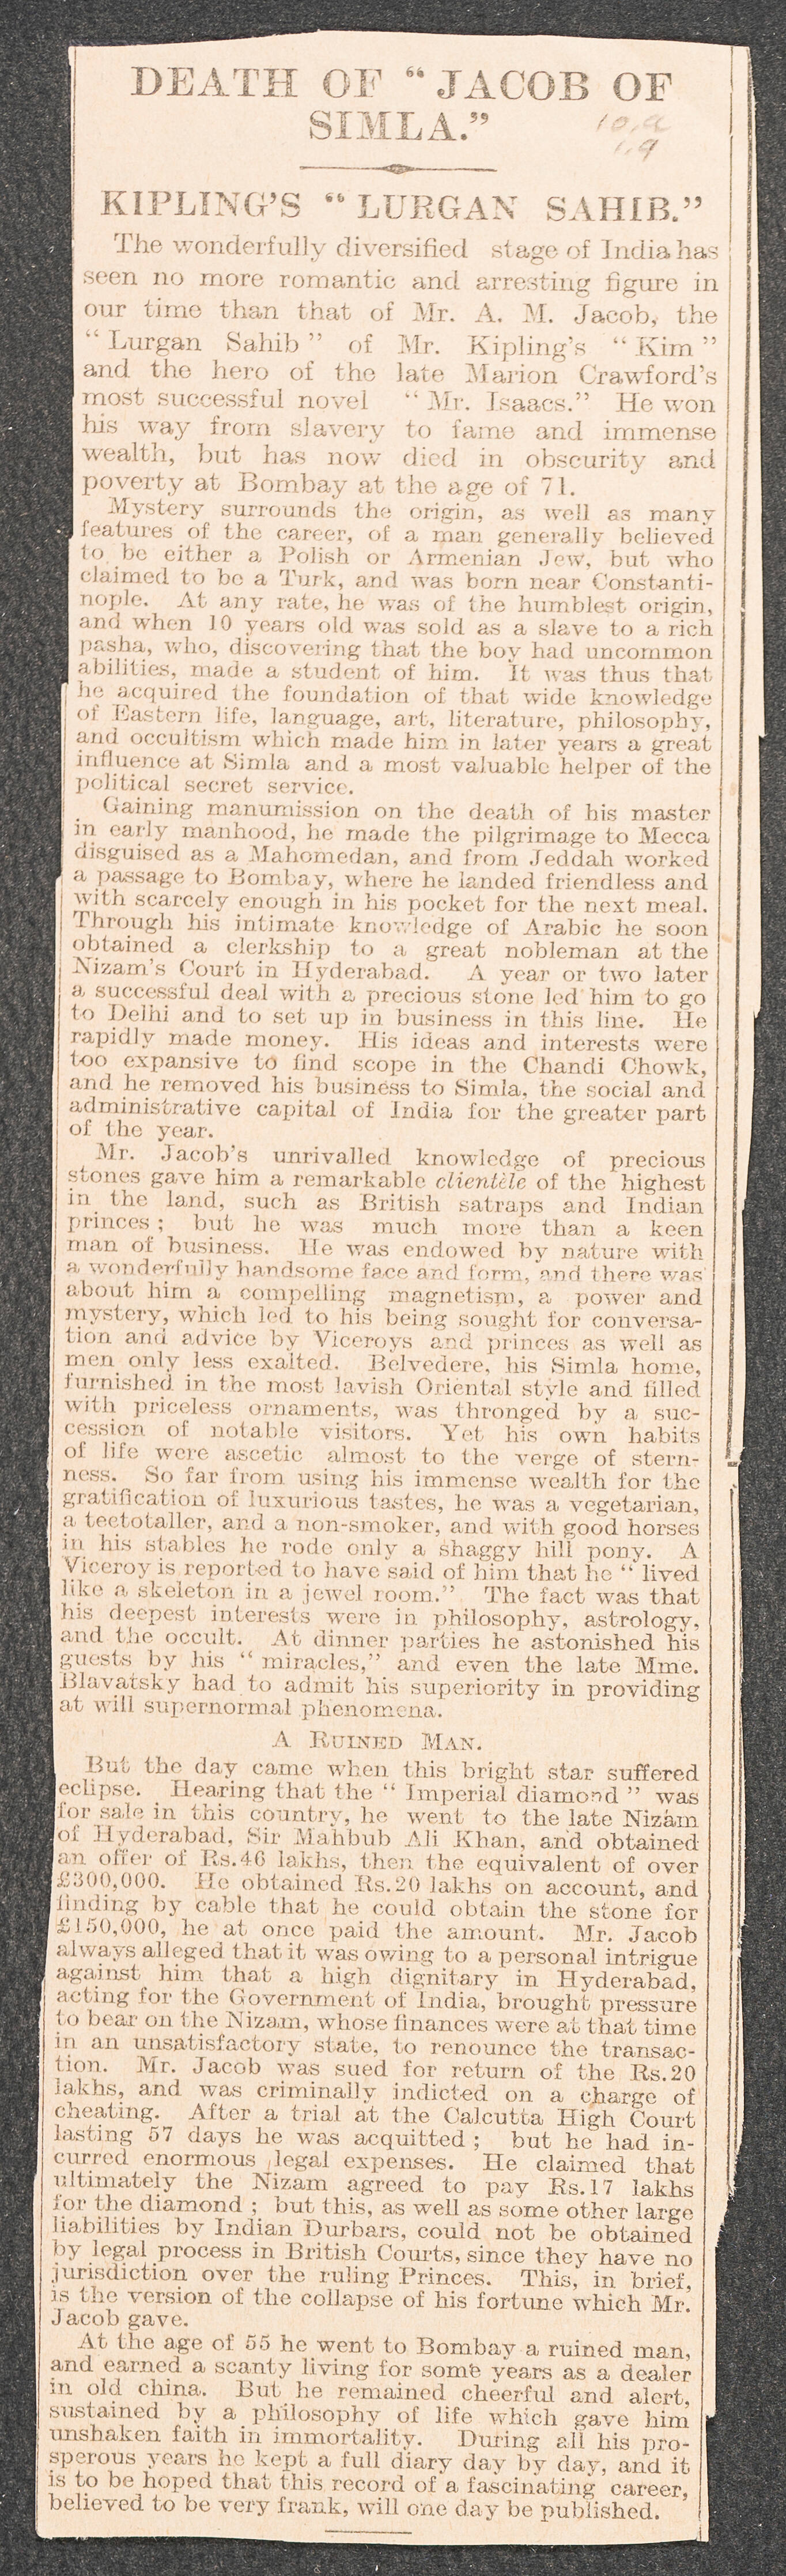 DEATH OF "JACOB OF
SIMLA."
KIPLING'S "LURGAN SAHIB."
The wonderfully diversified stage of India has
seen no more romantic and arresting figure in
our time than that of Mr. A. M. Jacob, the
"Lurgan Sahib" of Mr. Kipling's "Kim"
and the hero of the late Marion Crawford's
most successful novel "Mr. Isaacs." He won
his way from slavery to fame and immense
wealth, but has now died in obscurity and
poverty at Bombay at the age of 71.
Mystery surrounds the origin, as well as many
features of the career, of a man generally believed
to be either a Polish or Armenian Jew, but who
claimed to be a Turk, and was born near Constanti-
nople. At any rate, he was of the humblest origin,
and when 10 years old was sold as a slave to a rich
pasha, who, discovering that the boy had uncommon
abilities, made a student of him. It was thus that
he acquired the foundation of that wide knowledge
of Eastern life, language, art, literature, philosophy,
and occultism which made him in later years a great
influence at Simla and a most valuable helper of the
political secret service.
Gaining manumission on the death of his master
in early manhood, he made the pilgrimage to Mecca
disguised as a Mahomedan, and from Jeddah worked
a passage to Bombay, where he landed friendless and
with scarcely enough in his pocket for the next meal.
Through his intimate knowledge of Arabic he soon
obtained a clerkship to a great nobleman at the
Nizam's Court in Hyderabad. A year or two later
a successful deal with a precious stone led him to go
to Delhi and to set up in business in this line. He
rapidly made money. His ideas and interests were
too expansive to find scope in the Chandi Chowk,
and he removed his business to Simla, the social and
administrative capital of India for the greater part
of the year.
Mr. Jacob's unrivalled knowledge of precious
stones gave him a remarkable clientèle of the highest
in the land, such as British satraps and Indian
princes; but he was much more than a keen
man of business. He was endowed by nature with
a wonderfully handsome face and form, and there was
about him a compelling magnetism, a power and
mystery, which led to his being sought for conversa-
tion and advice by Viceroys and princes as well as
men only less exalted. Belvedere, his Simla home,
furnished in the most lavish Oriental style and filled
with priceless ornaments, was thronged by a suc-
cession of notable visitors. Yet his own habits
of life were ascetic almost to the verge of stern-
ness. So far from using his immense wealth for the
gratification of luxurious tastes, he was a vegetarian,
a teetotaller, and a non-smoker, and with good horses
in his stables he rode only a shaggy hill pony. A
Viceroy is reported to have said of him that he "lived
like a skeleton in a jewel room." The fact was that
his deepest interests were in philosophy, astrology,
and the occult. At dinner parties he astonished his
guests by his "miracles," and even the late Mme.
Blavatsky had to admit his superiority in providing
at will supernormal phenomena.
A RUINED MAN.
But the day came when this bright star suffered
eclipse. Hearing that the "Imperial diamond" was
for sale in this country, he went to the late Nizám
of Hyderabad, Sir Mahbub Ali Khan, and obtained
an offer of Rs.46 lakhs, then the equivalent of over
£300,000. He obtained Rs.20 lakhs on account, and
finding by cable that he could obtain the stone for
£150,000, he at once paid the amount. Mr. Jacob
always alleged that it was owing to a personal intrigue
against him that a high dignitary in Hyderabad,
acting for the Government of India, brought pressure
to bear on the Nizam, whose finances were at that time
in an unsatisfactory state, to renounce the transac-
tion. Mr. Jacob was sued for return of the Rs.20
lakhs, and was criminally indicted on a charge of
cheating. After a trial at the Calcutta High Court
lasting 57 days he was acquitted; but he had in-
curred enormous legal expenses. He claimed that
ultimately the Nizam agreed to pay Rs.17 lakhs
for the diamond; but this, as well as some other large
liabilities by Indian Durbars, could not be obtained
by legal process in British Courts, since they have no
jurisdiction over the ruling Princes. This, in brief,
is the version of the collapse of his fortune which Mr.
Jacob gave.
At the age of 55 he went to Bombay a ruined man,
and earned a scanty living for some years as a dealer
in old china. But he remained cheerful and alert,
sustained by a philosophy of life which gave him
unshaken faith in immortality. During all his pro-
sperous years he kept a full diary day by day, and it
is to be hoped that this record of a fascinating career,
believed to be very frank, will one day be published.